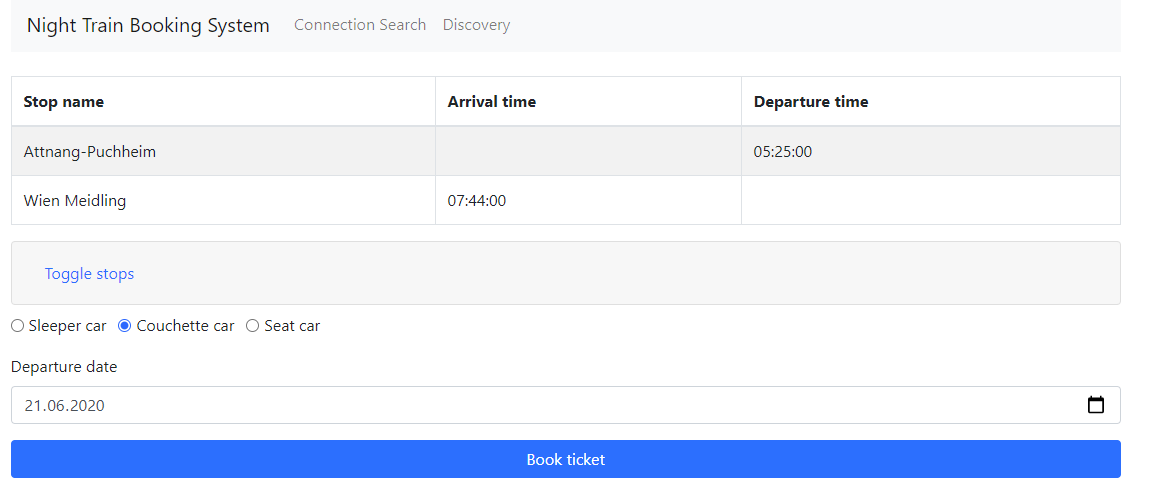 Night Train Booking System Connection Search Discovery
Stop name Arrival time Departure time
Attnang-Puchheim 05:25:00
Wien Meidling 07:44:00
Toggle stops
Sleeper car Couchette car Seat car
Departure date
21.06.2020
Book ticket